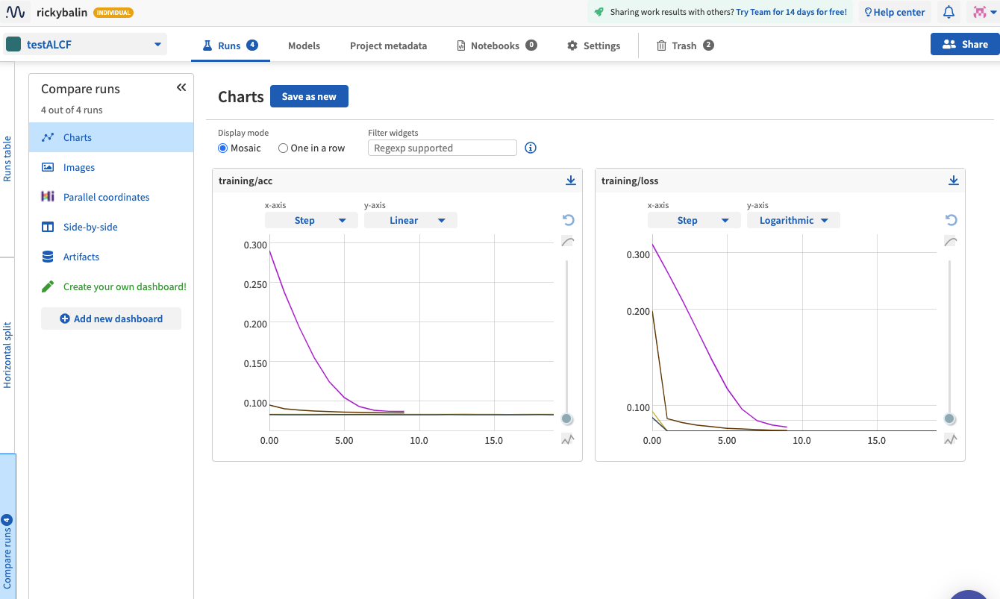 rickybalin INDIVIDUAL
Sharing work results with others? Try Team for 14 days for free!
Help center
testALCF
Runs 4
Models
Project metadata
Notebooks 0
Settings
Trash 2
Share
Runs table
Horizontal split
Compare runs 4
Compare runs
4 out of 4 runs
Charts
Images
Hi Parallel coordinates
Side-by-side
Artifacts
Create your own dashboard!
Add new dashboard
Charts
Save as new
Display mode
Mosaic
One in a row
Filter widgets
Regexp supported
training/acc
x-axis
Step
y-axis
Linear
0.300
0.250
0.200
0.150
0.100
0.00 5.00 10.0 15.0
training/loss
x-axis
Step
y-axis
Logarithmic
0.300
0.200
0.100
0.00 5.00 10.0 15.0